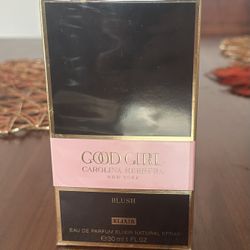 GOOD GIRL
CAROLINA HERRERA
NEW YORK
BLUSH
ELIXIR
EAU DE PARFUM ELIXIR NATURAL SPRAY
℮ 30 ml 1 FL.OZ